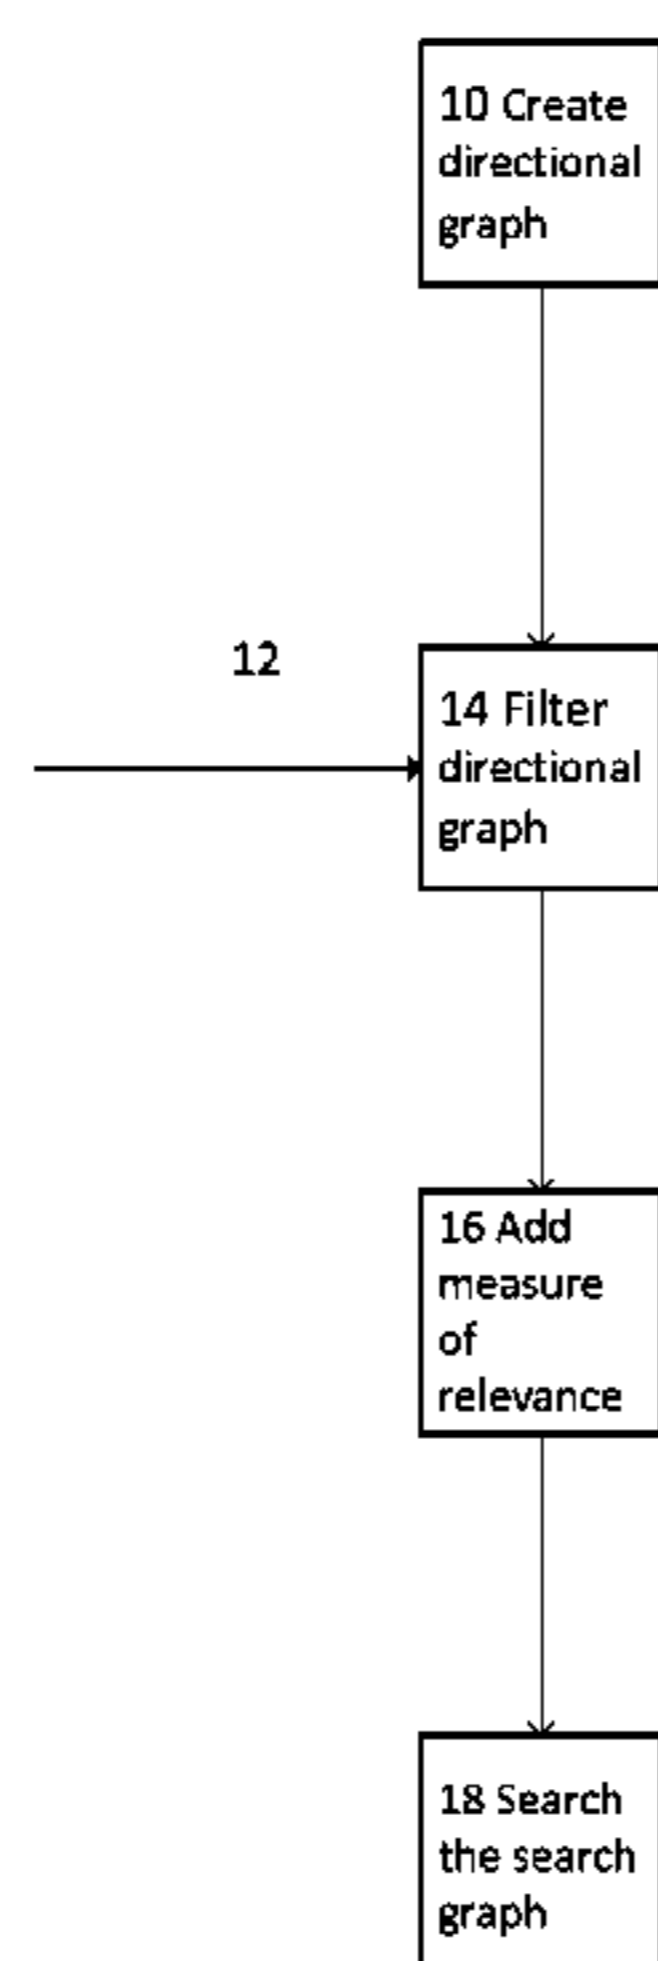 10 Create
directional
graph
12
14 Filter
directional
graph
16 Add
measure
of
relevance
18 Search
the search
graph